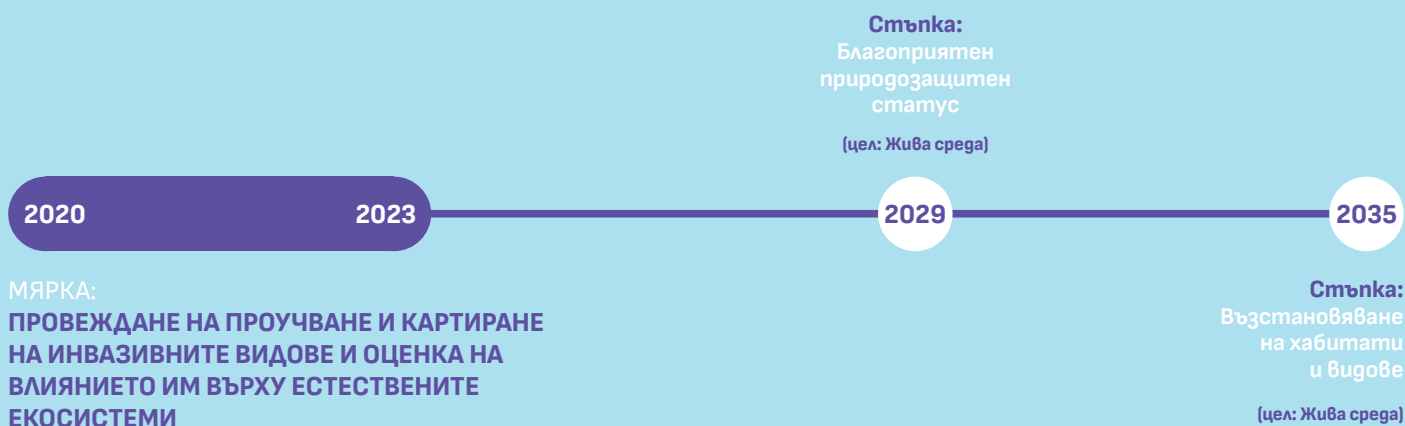 Стъпка:
Благоприятен
природозащитен
статус
(цел: Жива среда)
2020
2023
2029
2035
МЯРКА:
ПРОВЕЖДАНЕ НА ПРОУЧВАНЕ И КАРТИРАНЕ
НА ИНВАЗИВНИТЕ ВИДОВЕ И ОЦЕНКА НА
ВЛИЯНИЕТО ИМ ВЪРХУ ЕСТЕСТВЕНИТЕ
ЕКОСИСТЕМИ
Стъпка:
Възстановяване
на хабитати
и видове
(цел: Жива среда)